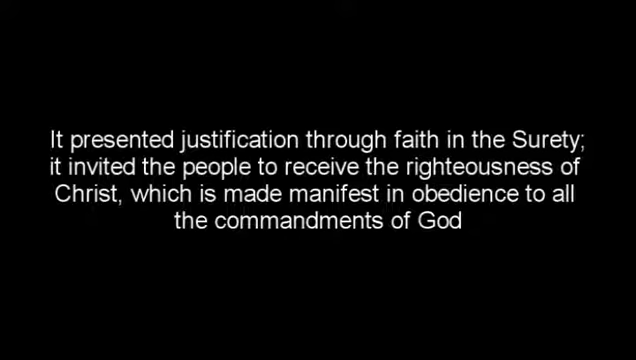 It presented justification through faith in the Surety;
it invited the people to receive the righteousness of
Christ, which is made manifest in obedience to all
the commandments of God